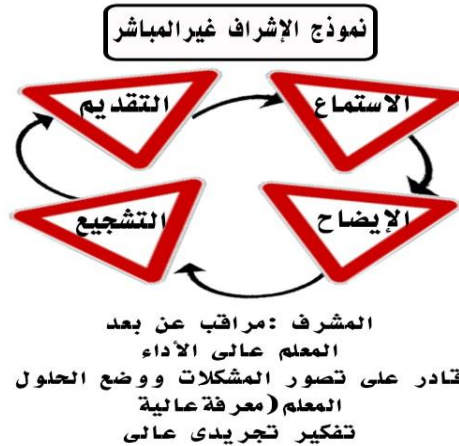 نموذج الإشراف غيرالمباشر
الاستماع
التقديم
الإيضاح
التشجيع
المشرف :مراقب عن بعد
المعلم عالى الأداء
قادر على تصور المشكلات ووضع الحلول
المعلم(معرفة عالية
تفكير تجريدى عالى